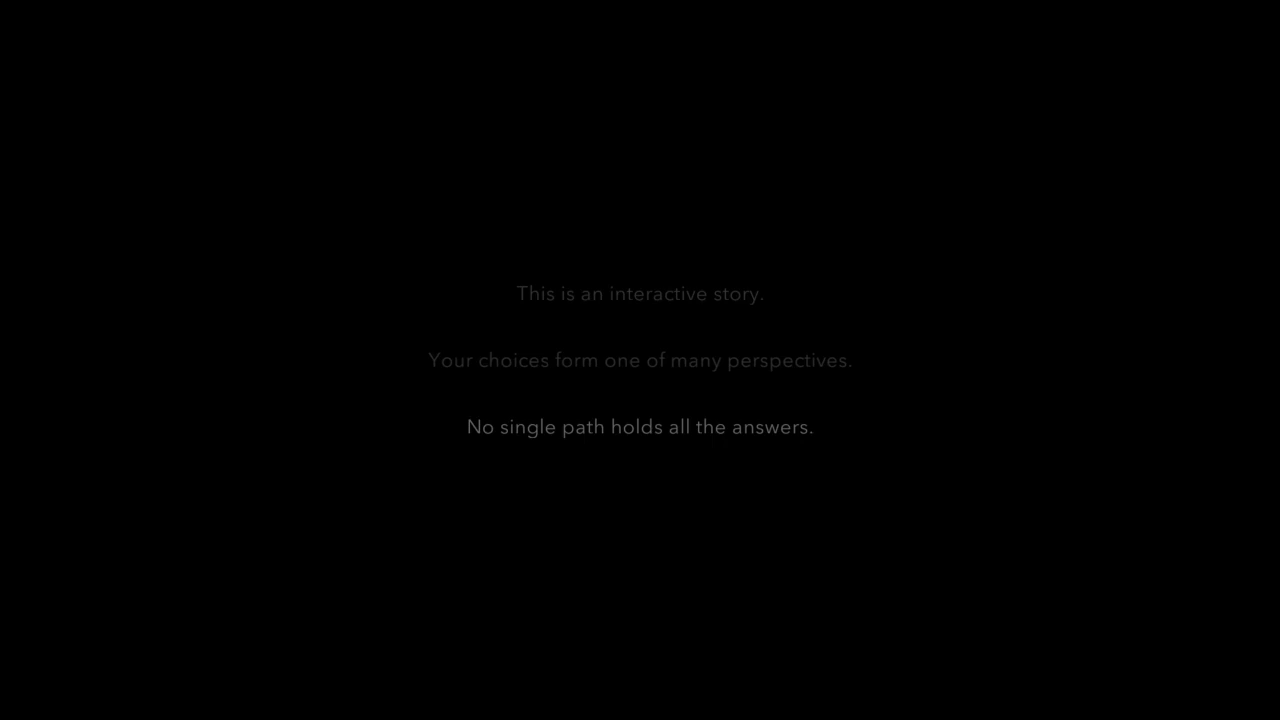 This is an interactive story.
Your choices form one of many perspectives.
No single path holds all the answers.